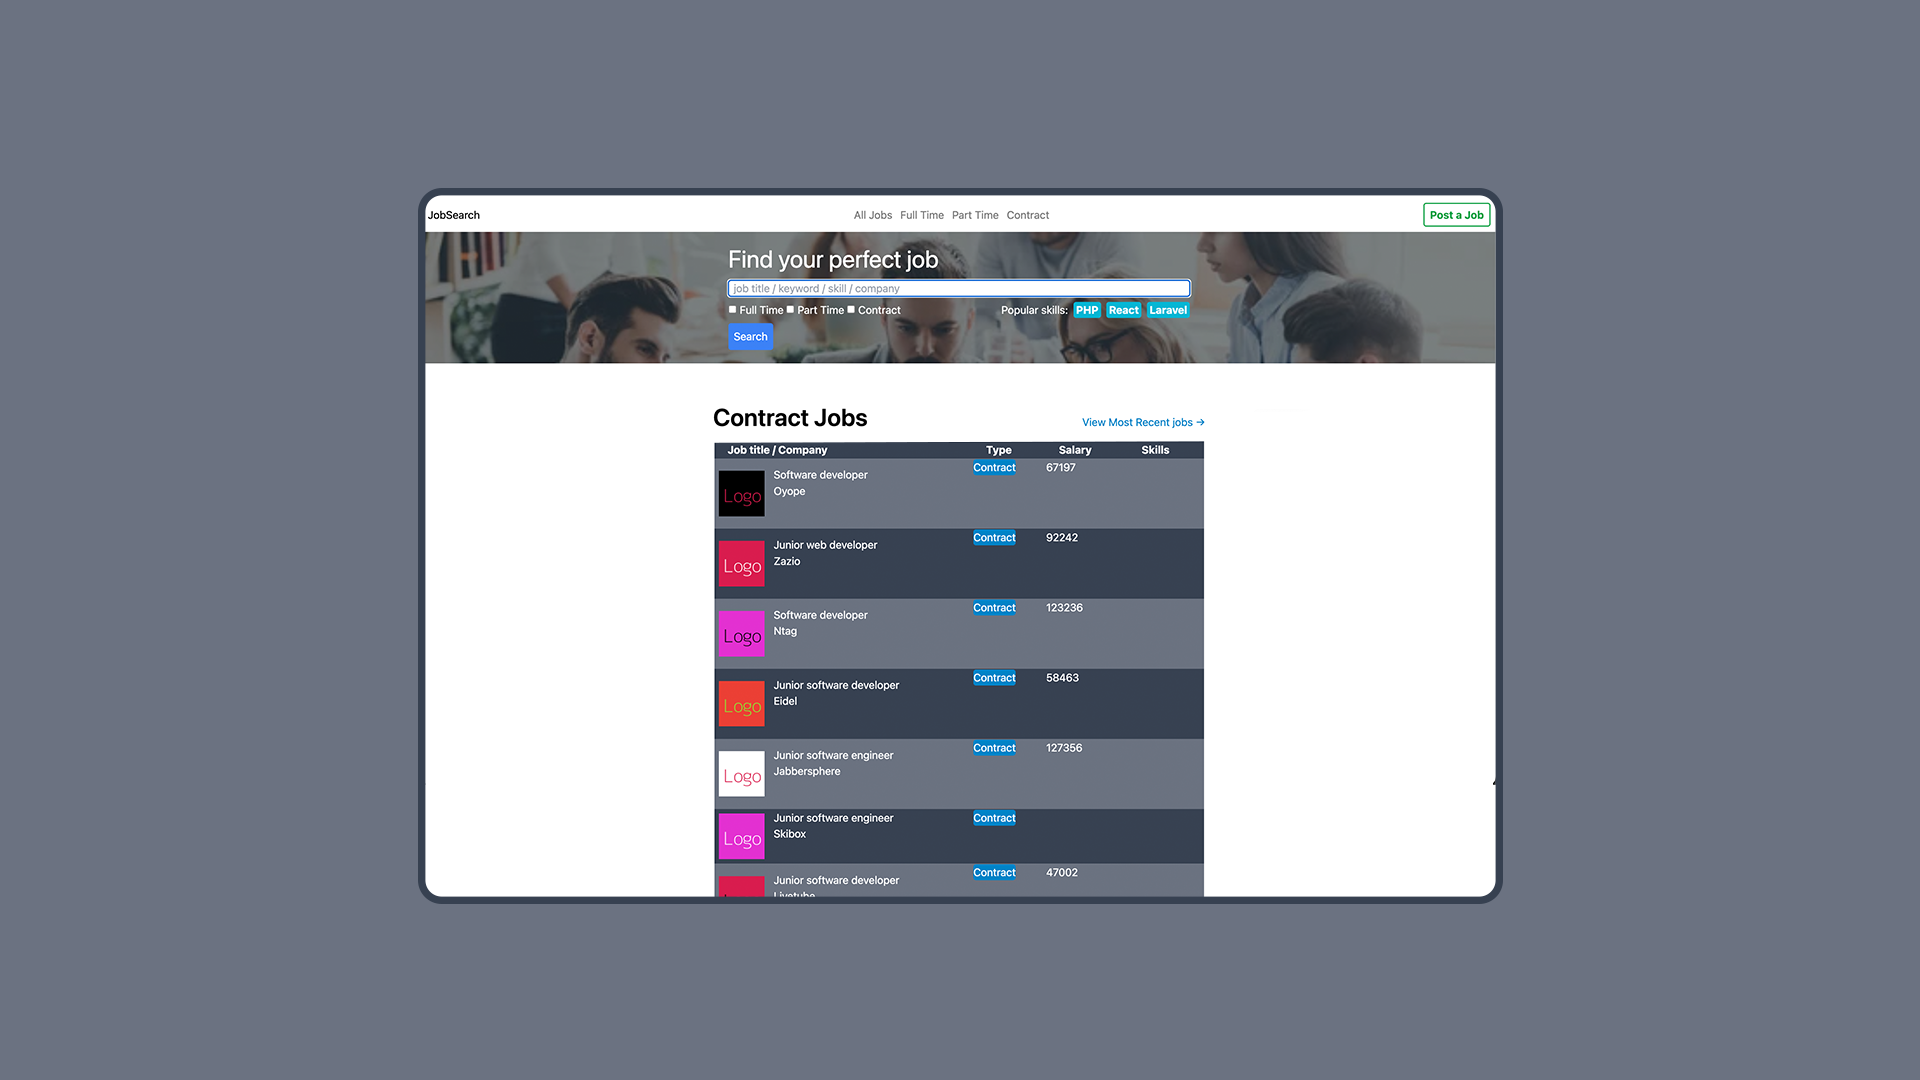 JobSearch
All Jobs Full Time Part Time Contract
Post a Job
Find your perfect job
job title / keyword / skill / company
Full Time Part Time Contract
Popular skills: PHP React Laravel
Search
Contract Jobs
View Most Recent jobs →
Job title / Company Type Salary Skills
Logo
Software developer
Oyope
Contract
67197
Logo
Junior web developer
Zazio
Contract
92242
Logo
Software developer
Ntag
Contract
123236
Logo
Junior software developer
Eidel
Contract
58463
Logo
Junior software engineer
Jabbersphere
Contract
127356
Logo
Junior software engineer
Skibox
Contract
Junior software developer
Livetube
Contract
47002